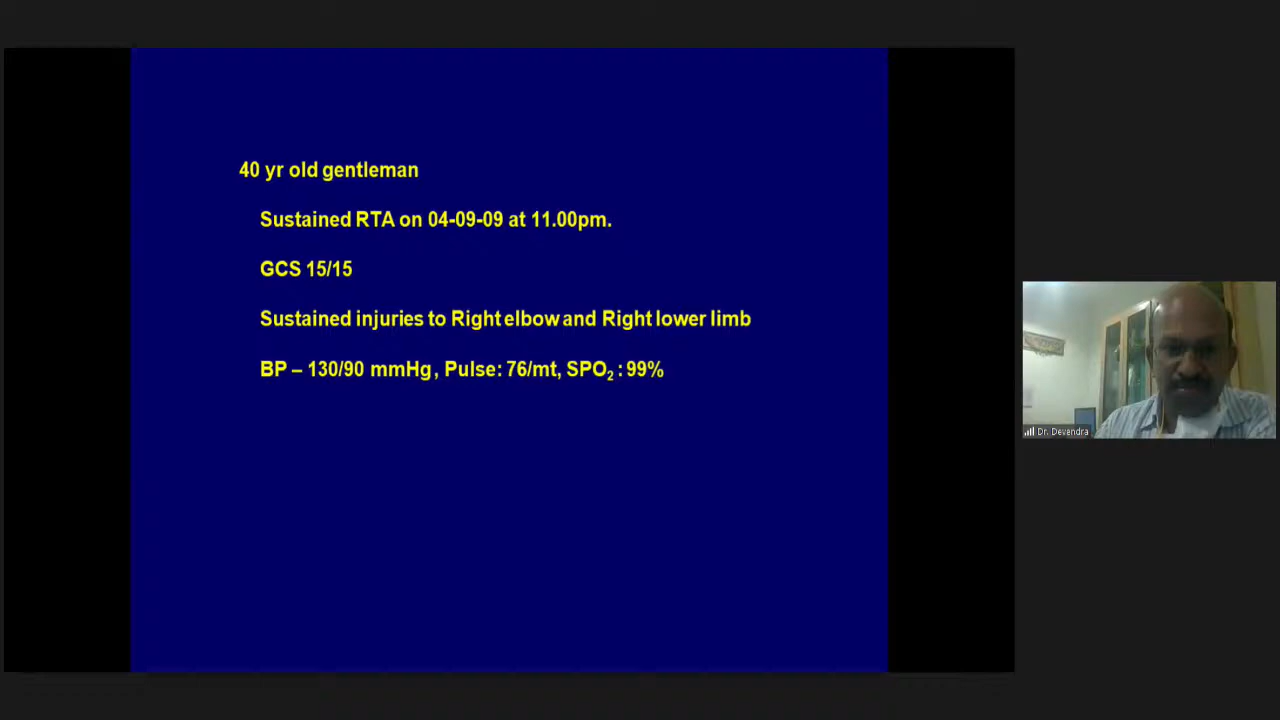 40 yr old gentleman
Sustained RTA on 04-09-09 at 11.00pm.
GCS 15/15
Sustained injuries to Right elbow and Right lower limb
BP – 130/90 mmHg, Pulse: 76/mt, SPO₂ : 99%
Dr. Devendra